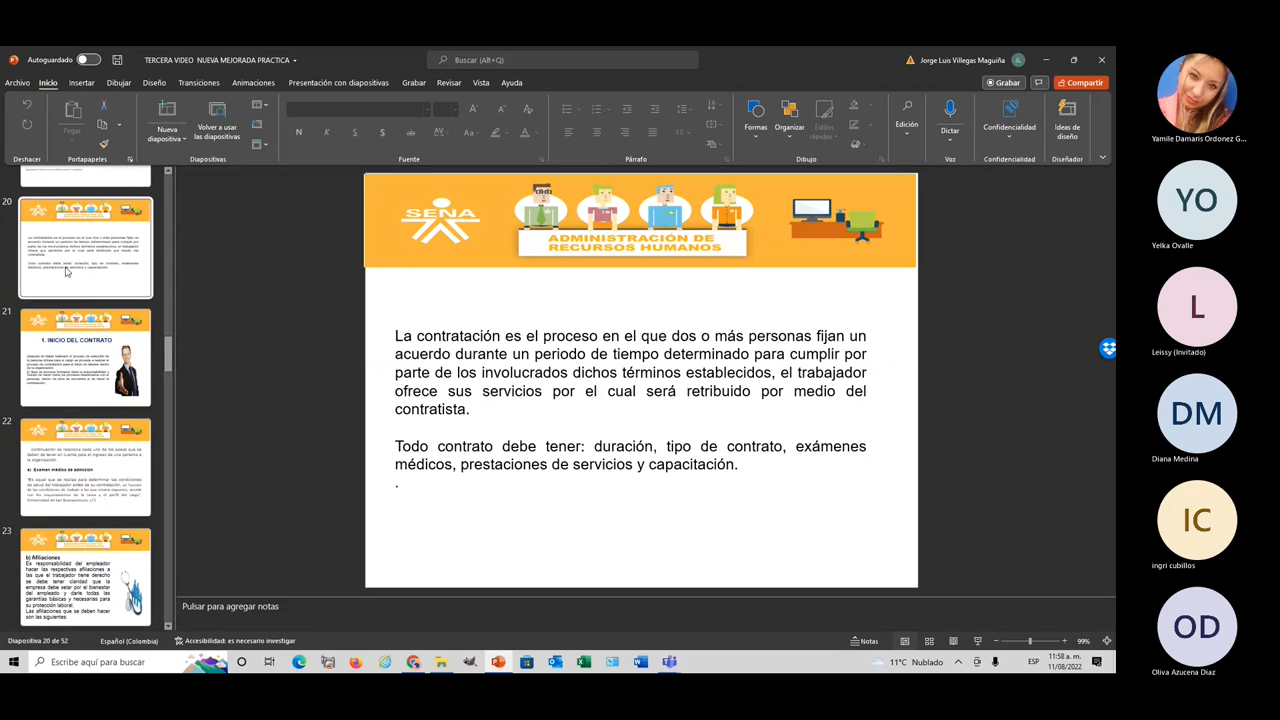 Autoguardado
TERCERA VIDEO NUEVA MEJORADA PRACTICA
Buscar (Alt+Q)
Jorge Luis Villegas Maguiña
Archivo Inicio Insertar Dibujar Diseño Transiciones Animaciones Presentación con diapositivas Grabar Revisar Vista Ayuda
Grabar
Compartir
Pegar
Nueva diapositiva
Volver a usar las diapositivas
Formas
Organizar
Estilos rápidos
Edición
Dictar
Confidencialidad
Ideas de diseño
Deshacer Portapapeles Diapositivas Fuente Párrafo Dibujo Voz Confidencialidad Diseñador
20
21
1. INICIO DEL CONTRATO
22
a) Examen médico de admisión
23
b) Afiliaciones
Es responsabilidad del empleador
hacer las respectivas afiliaciones a
las que el trabajador tiene derecho
se debe tener claridad que la
empresa debe velar por el bienestar
del empleado y darle todas las
garantías básicas y necesarias para
su protección laboral.
Las afiliaciones que se deben hacer
son las siguientes:
SENA
ADMINISTRACIÓN DE
RECURSOS HUMANOS
La contratación es el proceso en el que dos o más personas fijan un
acuerdo durante un periodo de tiempo determinado para cumplir por
parte de los involucrados dichos términos establecidos, el trabajador
ofrece sus servicios por el cual será retribuido por medio del
contratista.
Todo contrato debe tener: duración, tipo de contrato, exámenes
médicos, prestaciones de servicios y capacitación.
.
Pulsar para agregar notas
Diapositiva 20 de 52
Español (Colombia)
Accesibilidad: es necesario investigar
Notas
99%
Escribe aquí para buscar
11°C Nublado
ESP
11:58 a. m.
11/08/2022
Yamile Damaris Ordonez G...
YO
Yelka Ovalle
L
Leissy (Invitado)
DM
Diana Medina
IC
ingri cubillos
OD
Oliva Azucena Diaz